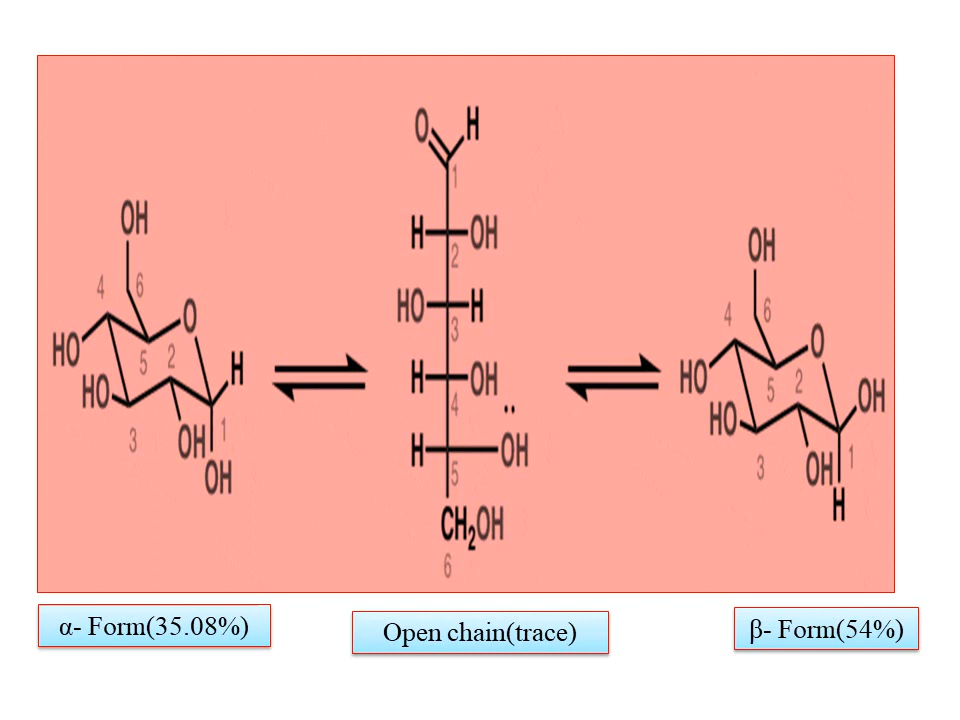 OH
4 6
O
HO 5 2 H
HO
3 OH 1
OH
O H
1
H OH
2
HO H
3
H OH
4
H OH
5
CH₂OH
6
OH
4 6
O
HO 5 2 OH
HO
3 OH 1
H
α- Form(35.08%)
Open chain(trace)
β- Form(54%)